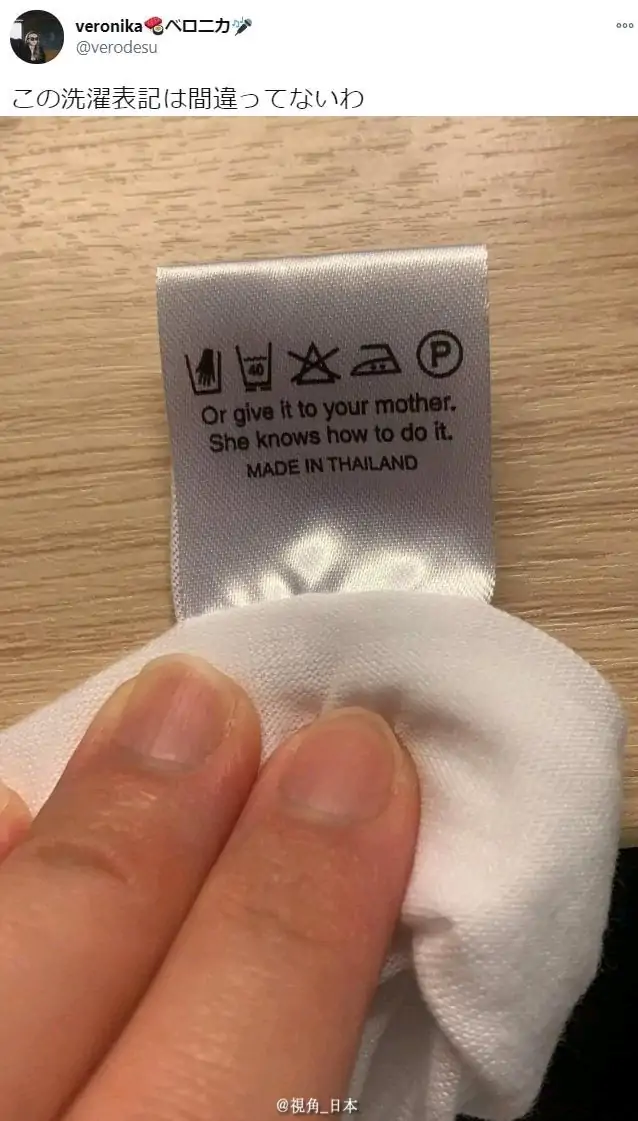 veronika🍣ベロニカ🎤
@verodesu
この洗濯表記は間違ってないわ
40
P
Or give it to your mother.
She knows how to do it.
MADE IN THAILAND
@視角_日本